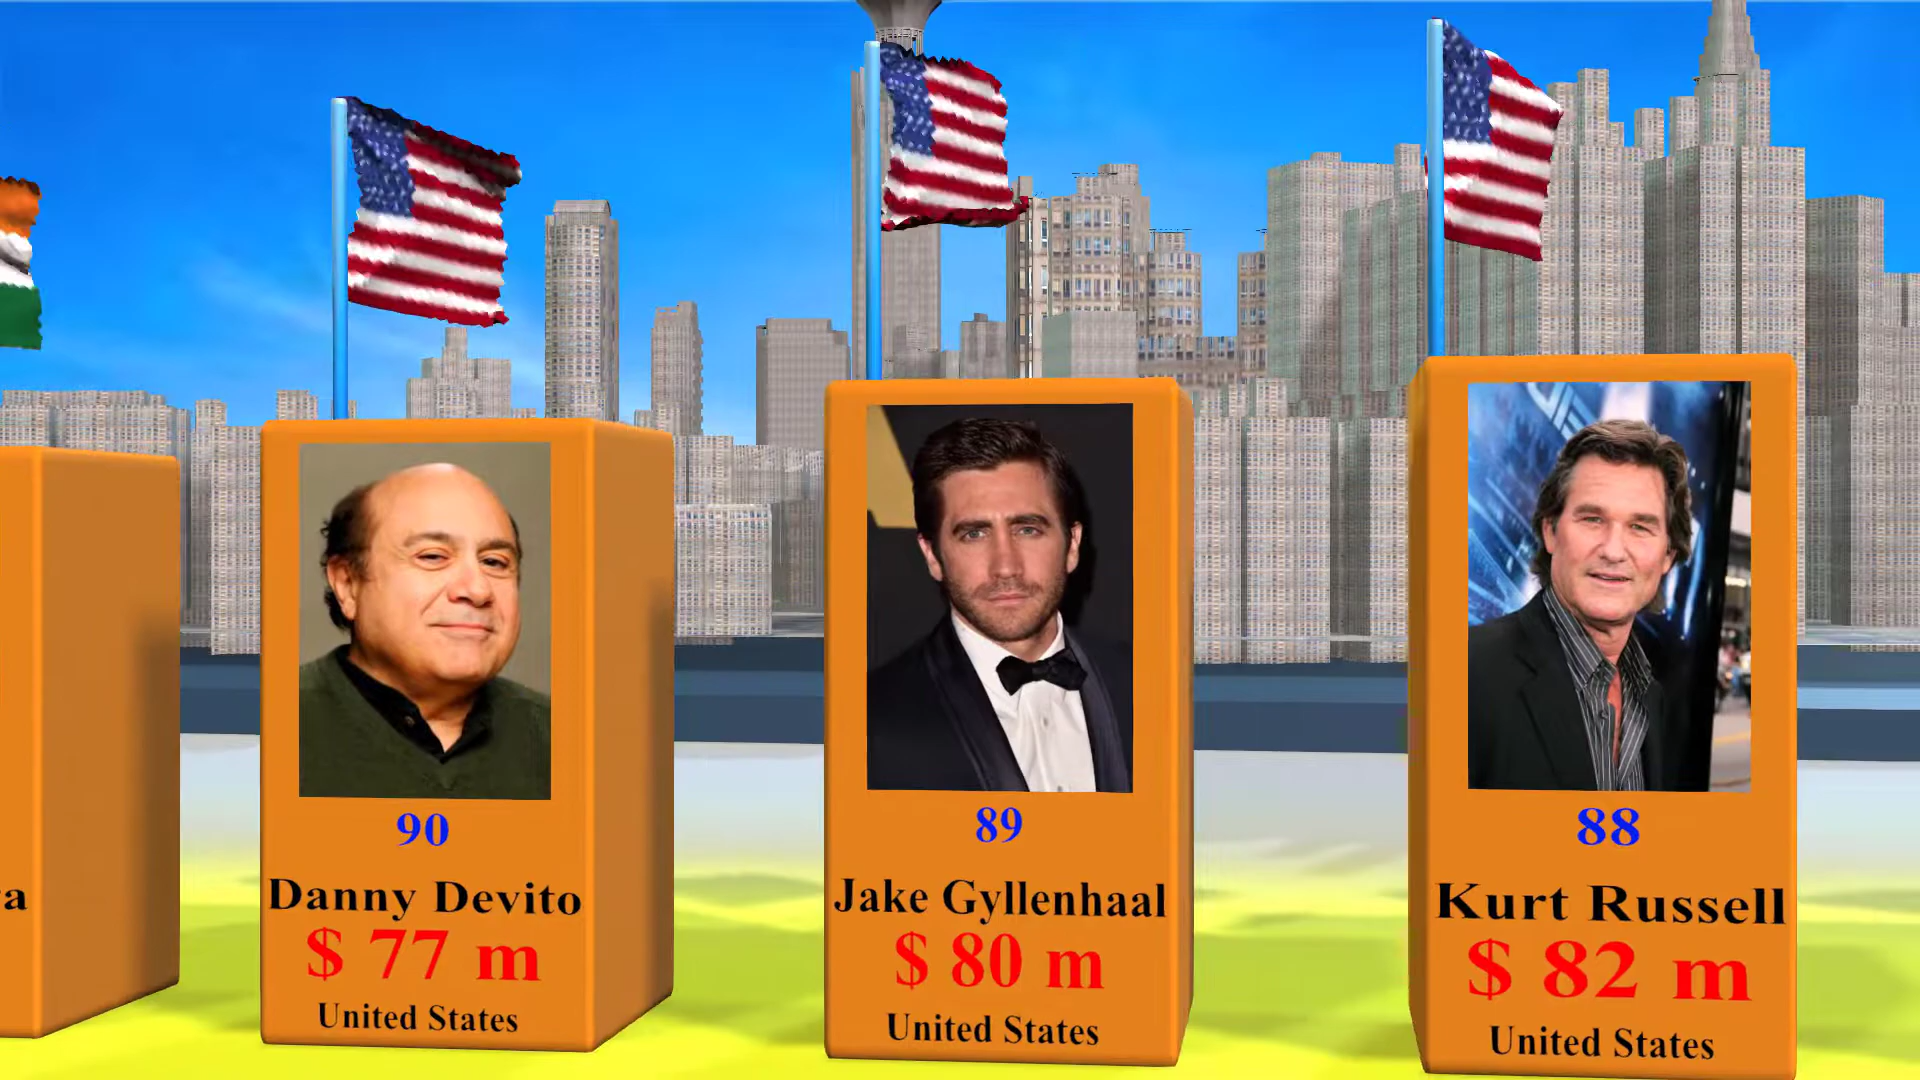 90
Danny Devito
$ 77 m
United States
89
Jake Gyllenhaal
$ 80 m
United States
88
Kurt Russell
$ 82 m
United States